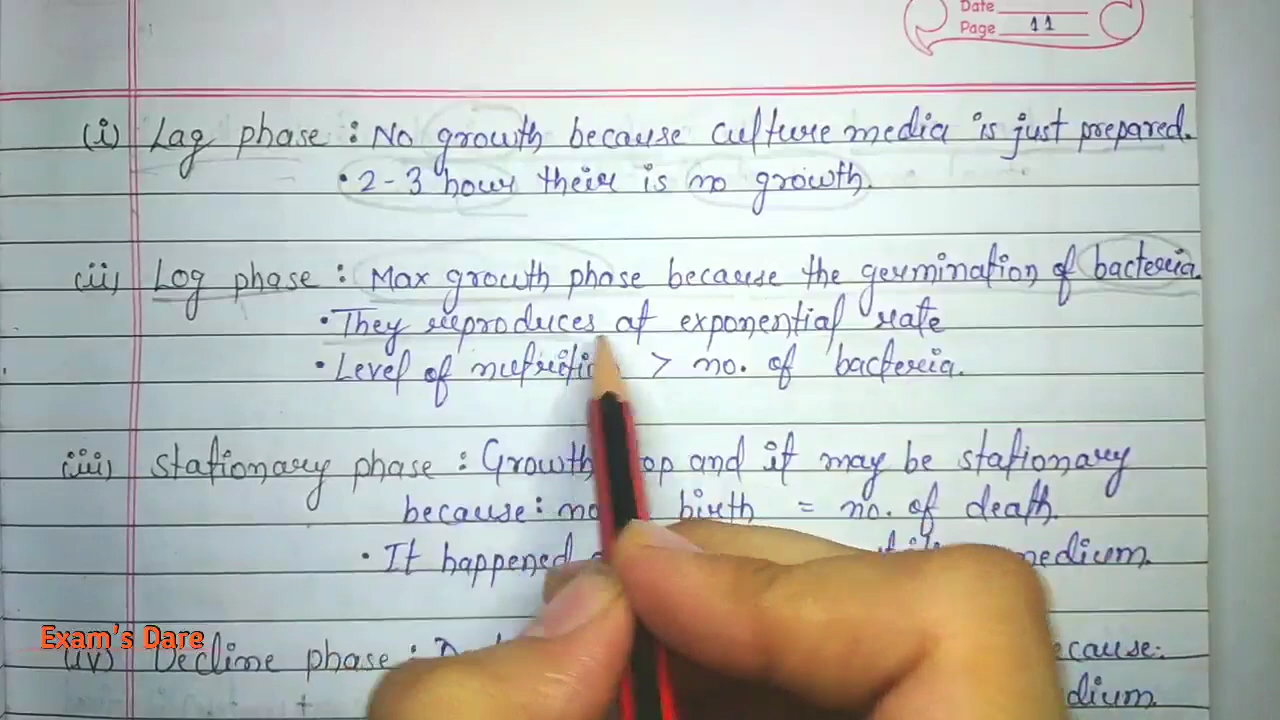 Date
Page 11
(i) Lag phase : No growth because culture media is just prepared.
• 2-3 hour their is no growth.
(ii) Log phase : Max growth phase because the germination of bacteria.
• They reproduces at exponential rate
• Level of > no. of bacteria.
(iii) Stationary phase : Growth and it may be stationary
because: birth = no. of death.
• It happened medium.
Exam's Dare
(iv) Decline phase :